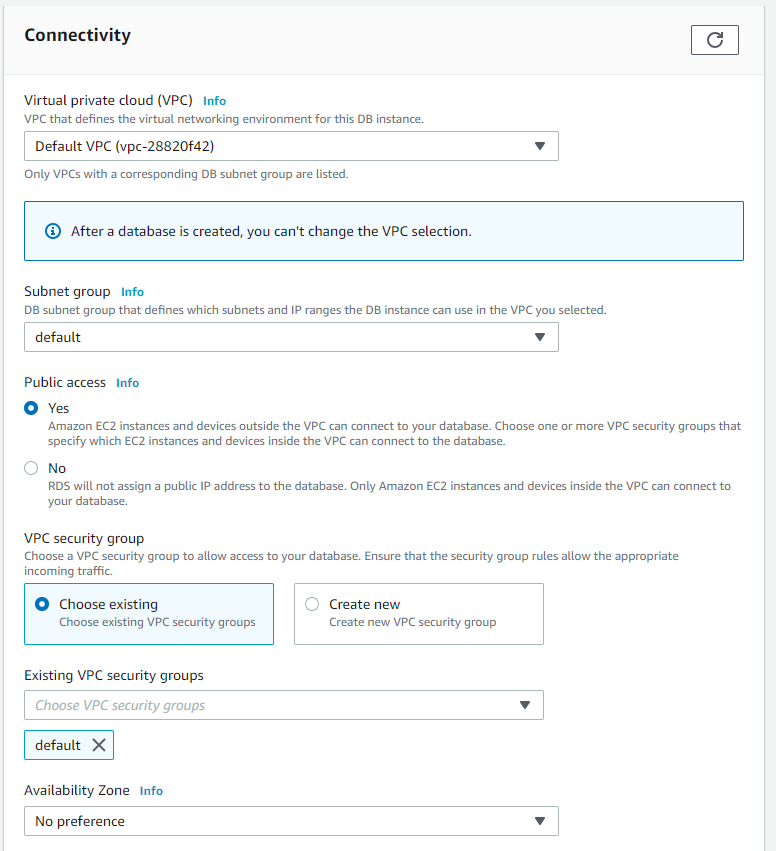 Connectivity
Virtual private cloud (VPC) Info
VPC that defines the virtual networking environment for this DB instance.
Default VPC (vpc-28820f42)
Only VPCs with a corresponding DB subnet group are listed.
After a database is created, you can't change the VPC selection.
Subnet group Info
DB subnet group that defines which subnets and IP ranges the DB instance can use in the VPC you selected.
default
Public access Info
Yes
Amazon EC2 instances and devices outside the VPC can connect to your database. Choose one or more VPC security groups that
specify which EC2 instances and devices inside the VPC can connect to the database.
No
RDS will not assign a public IP address to the database. Only Amazon EC2 instances and devices inside the VPC can connect to
your database.
VPC security group
Choose a VPC security group to allow access to your database. Ensure that the security group rules allow the appropriate
incoming traffic.
Choose existing
Choose existing VPC security groups
Create new
Create new VPC security group
Existing VPC security groups
Choose VPC security groups
default
Availability Zone Info
No preference